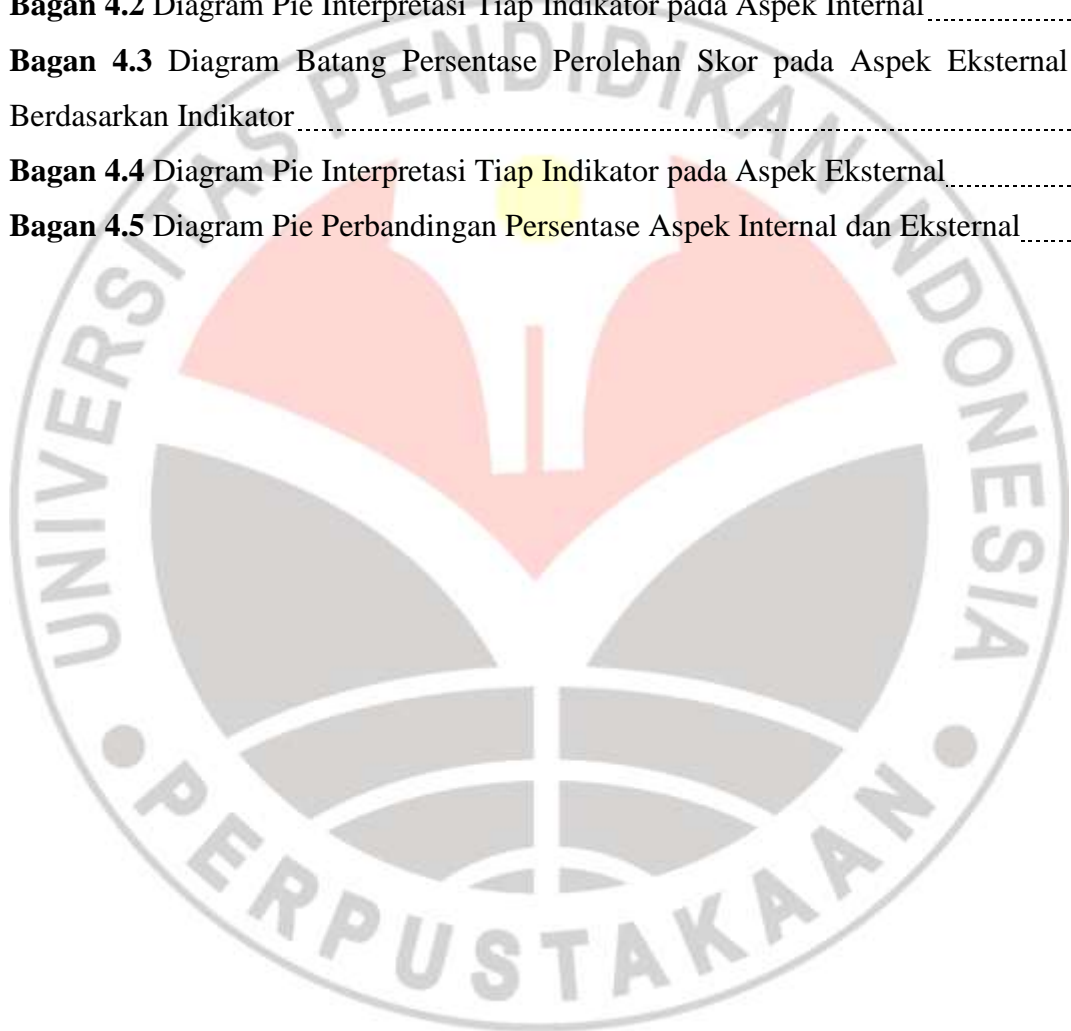 Bagan 4.2 Diagram Pie Interpretasi Tiap Indikator pada Aspek Internal
Bagan 4.3 Diagram Batang Persentase Perolehan Skor pada Aspek Eksternal
Berdasarkan Indikator
Bagan 4.4 Diagram Pie Interpretasi Tiap Indikator pada Aspek Eksternal
Bagan 4.5 Diagram Pie Perbandingan Persentase Aspek Internal dan Eksternal
UNIVERSITAS PENDIDIKAN INDONESIA
PERPUSTAKAAN